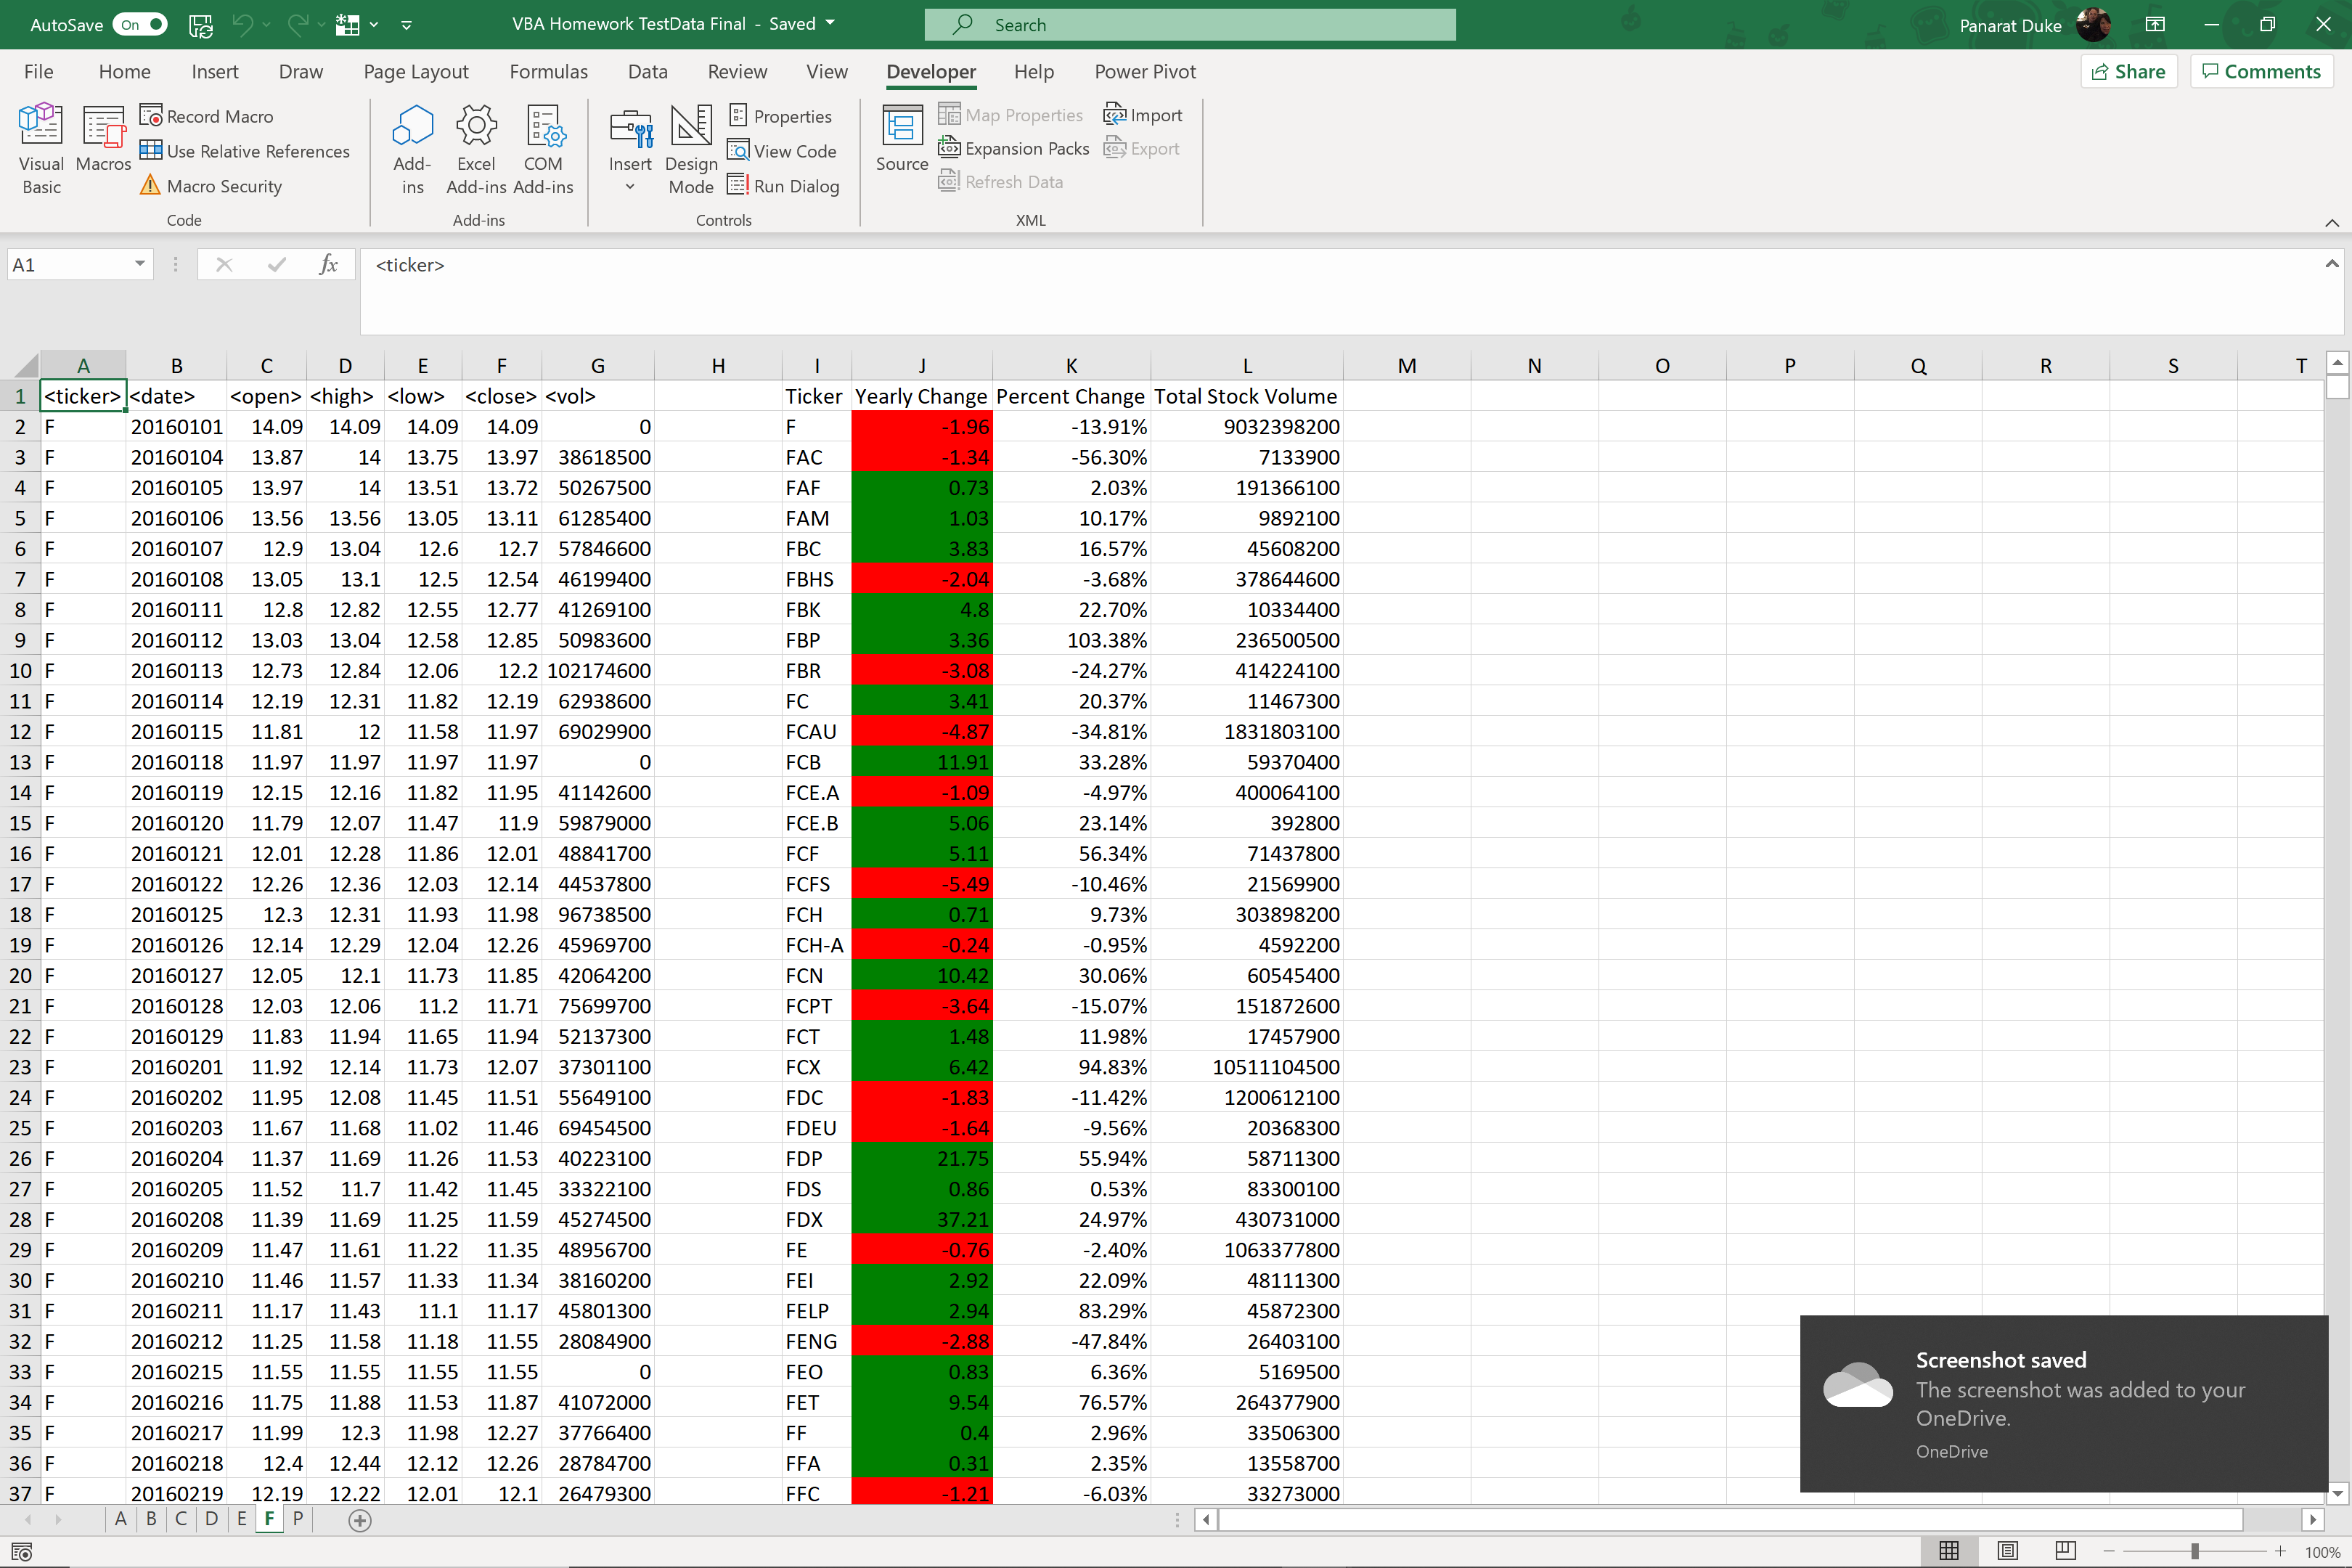 AutoSave On VBA Homework TestData Final - Saved Search Panarat Duke
File Home Insert Draw Page Layout Formulas Data Review View Developer Help Power Pivot Share Comments
Visual Basic
Macros
Record Macro
Use Relative References
Macro Security
Code
Add-ins
Excel Add-ins
COM Add-ins
Add-ins
Insert
Design Mode
Properties
View Code
Run Dialog
Controls
Source
Map Properties
Expansion Packs
Refresh Data
Import
Export
XML
A1 fx <ticker>
A B C D E F G H I J K L M N O P Q R S T
1 <ticker> <date> <open> <high> <low> <close> <vol> Ticker Yearly Change Percent Change Total Stock Volume
2 F 20160101 14.09 14.09 14.09 14.09 0 F -1.96 -13.91% 9032398200
3 F 20160104 13.87 14 13.75 13.97 38618500 FAC -1.34 -56.30% 7133900
4 F 20160105 13.97 14 13.51 13.72 50267500 FAF 0.73 2.03% 191366100
5 F 20160106 13.56 13.56 13.05 13.11 61285400 FAM 1.03 10.17% 9892100
6 F 20160107 12.9 13.04 12.6 12.7 57846600 FBC 3.83 16.57% 45608200
7 F 20160108 13.05 13.1 12.5 12.54 46199400 FBHS -2.04 -3.68% 378644600
8 F 20160111 12.8 12.82 12.55 12.77 41269100 FBK 4.8 22.70% 10334400
9 F 20160112 13.03 13.04 12.58 12.85 50983600 FBP 3.36 103.38% 236500500
10 F 20160113 12.73 12.84 12.06 12.2 102174600 FBR -3.08 -24.27% 414224100
11 F 20160114 12.19 12.31 11.82 12.19 62938600 FC 3.41 20.37% 11467300
12 F 20160115 11.81 12 11.58 11.97 69029900 FCAU -4.87 -34.81% 1831803100
13 F 20160118 11.97 11.97 11.97 11.97 0 FCB 11.91 33.28% 59370400
14 F 20160119 12.15 12.16 11.82 11.95 41142600 FCE.A -1.09 -4.97% 400064100
15 F 20160120 11.79 12.07 11.47 11.9 59879000 FCE.B 5.06 23.14% 392800
16 F 20160121 12.01 12.28 11.86 12.01 48841700 FCF 5.11 56.34% 71437800
17 F 20160122 12.26 12.36 12.03 12.14 44537800 FCFS -5.49 -10.46% 21569900
18 F 20160125 12.3 12.31 11.93 11.98 96738500 FCH 0.71 9.73% 303898200
19 F 20160126 12.14 12.29 12.04 12.26 45969700 FCH-A -0.24 -0.95% 4592200
20 F 20160127 12.05 12.1 11.73 11.85 42064200 FCN 10.42 30.06% 60545400
21 F 20160128 12.03 12.06 11.2 11.71 75699700 FCPT -3.64 -15.07% 151872600
22 F 20160129 11.83 11.94 11.65 11.94 52137300 FCT 1.48 11.98% 17457900
23 F 20160201 11.92 12.14 11.73 12.07 37301100 FCX 6.42 94.83% 10511104500
24 F 20160202 11.95 12.08 11.45 11.51 55649100 FDC -1.83 -11.42% 1200612100
25 F 20160203 11.67 11.68 11.02 11.46 69454500 FDEU -1.64 -9.56% 20368300
26 F 20160204 11.37 11.69 11.26 11.53 40223100 FDP 21.75 55.94% 58711300
27 F 20160205 11.52 11.7 11.42 11.45 33322100 FDS 0.86 0.53% 83300100
28 F 20160208 11.39 11.69 11.25 11.59 45274500 FDX 37.21 24.97% 430731000
29 F 20160209 11.47 11.61 11.22 11.35 48956700 FE -0.76 -2.40% 1063377800
30 F 20160210 11.46 11.57 11.33 11.34 38160200 FEI 2.92 22.09% 48111300
31 F 20160211 11.17 11.43 11.1 11.17 45801300 FELP 2.94 83.29% 45872300
32 F 20160212 11.25 11.58 11.18 11.55 28084900 FENG -2.88 -47.84% 26403100
33 F 20160215 11.55 11.55 11.55 11.55 0 FEO 0.83 6.36% 5169500
34 F 20160216 11.75 11.88 11.53 11.87 41072000 FET 9.54 76.57% 264377900
35 F 20160217 11.99 12.3 11.98 12.27 37766400 FF 0.4 2.96% 33506300
36 F 20160218 12.4 12.44 12.12 12.26 28784700 FFA 0.31 2.35% 13558700
37 F 20160219 12.19 12.22 12.01 12.1 26479300 FFC -1.21 -6.03% 33273000
Screenshot saved
The screenshot was added to your
OneDrive.
OneDrive
A B C D E F P
100%